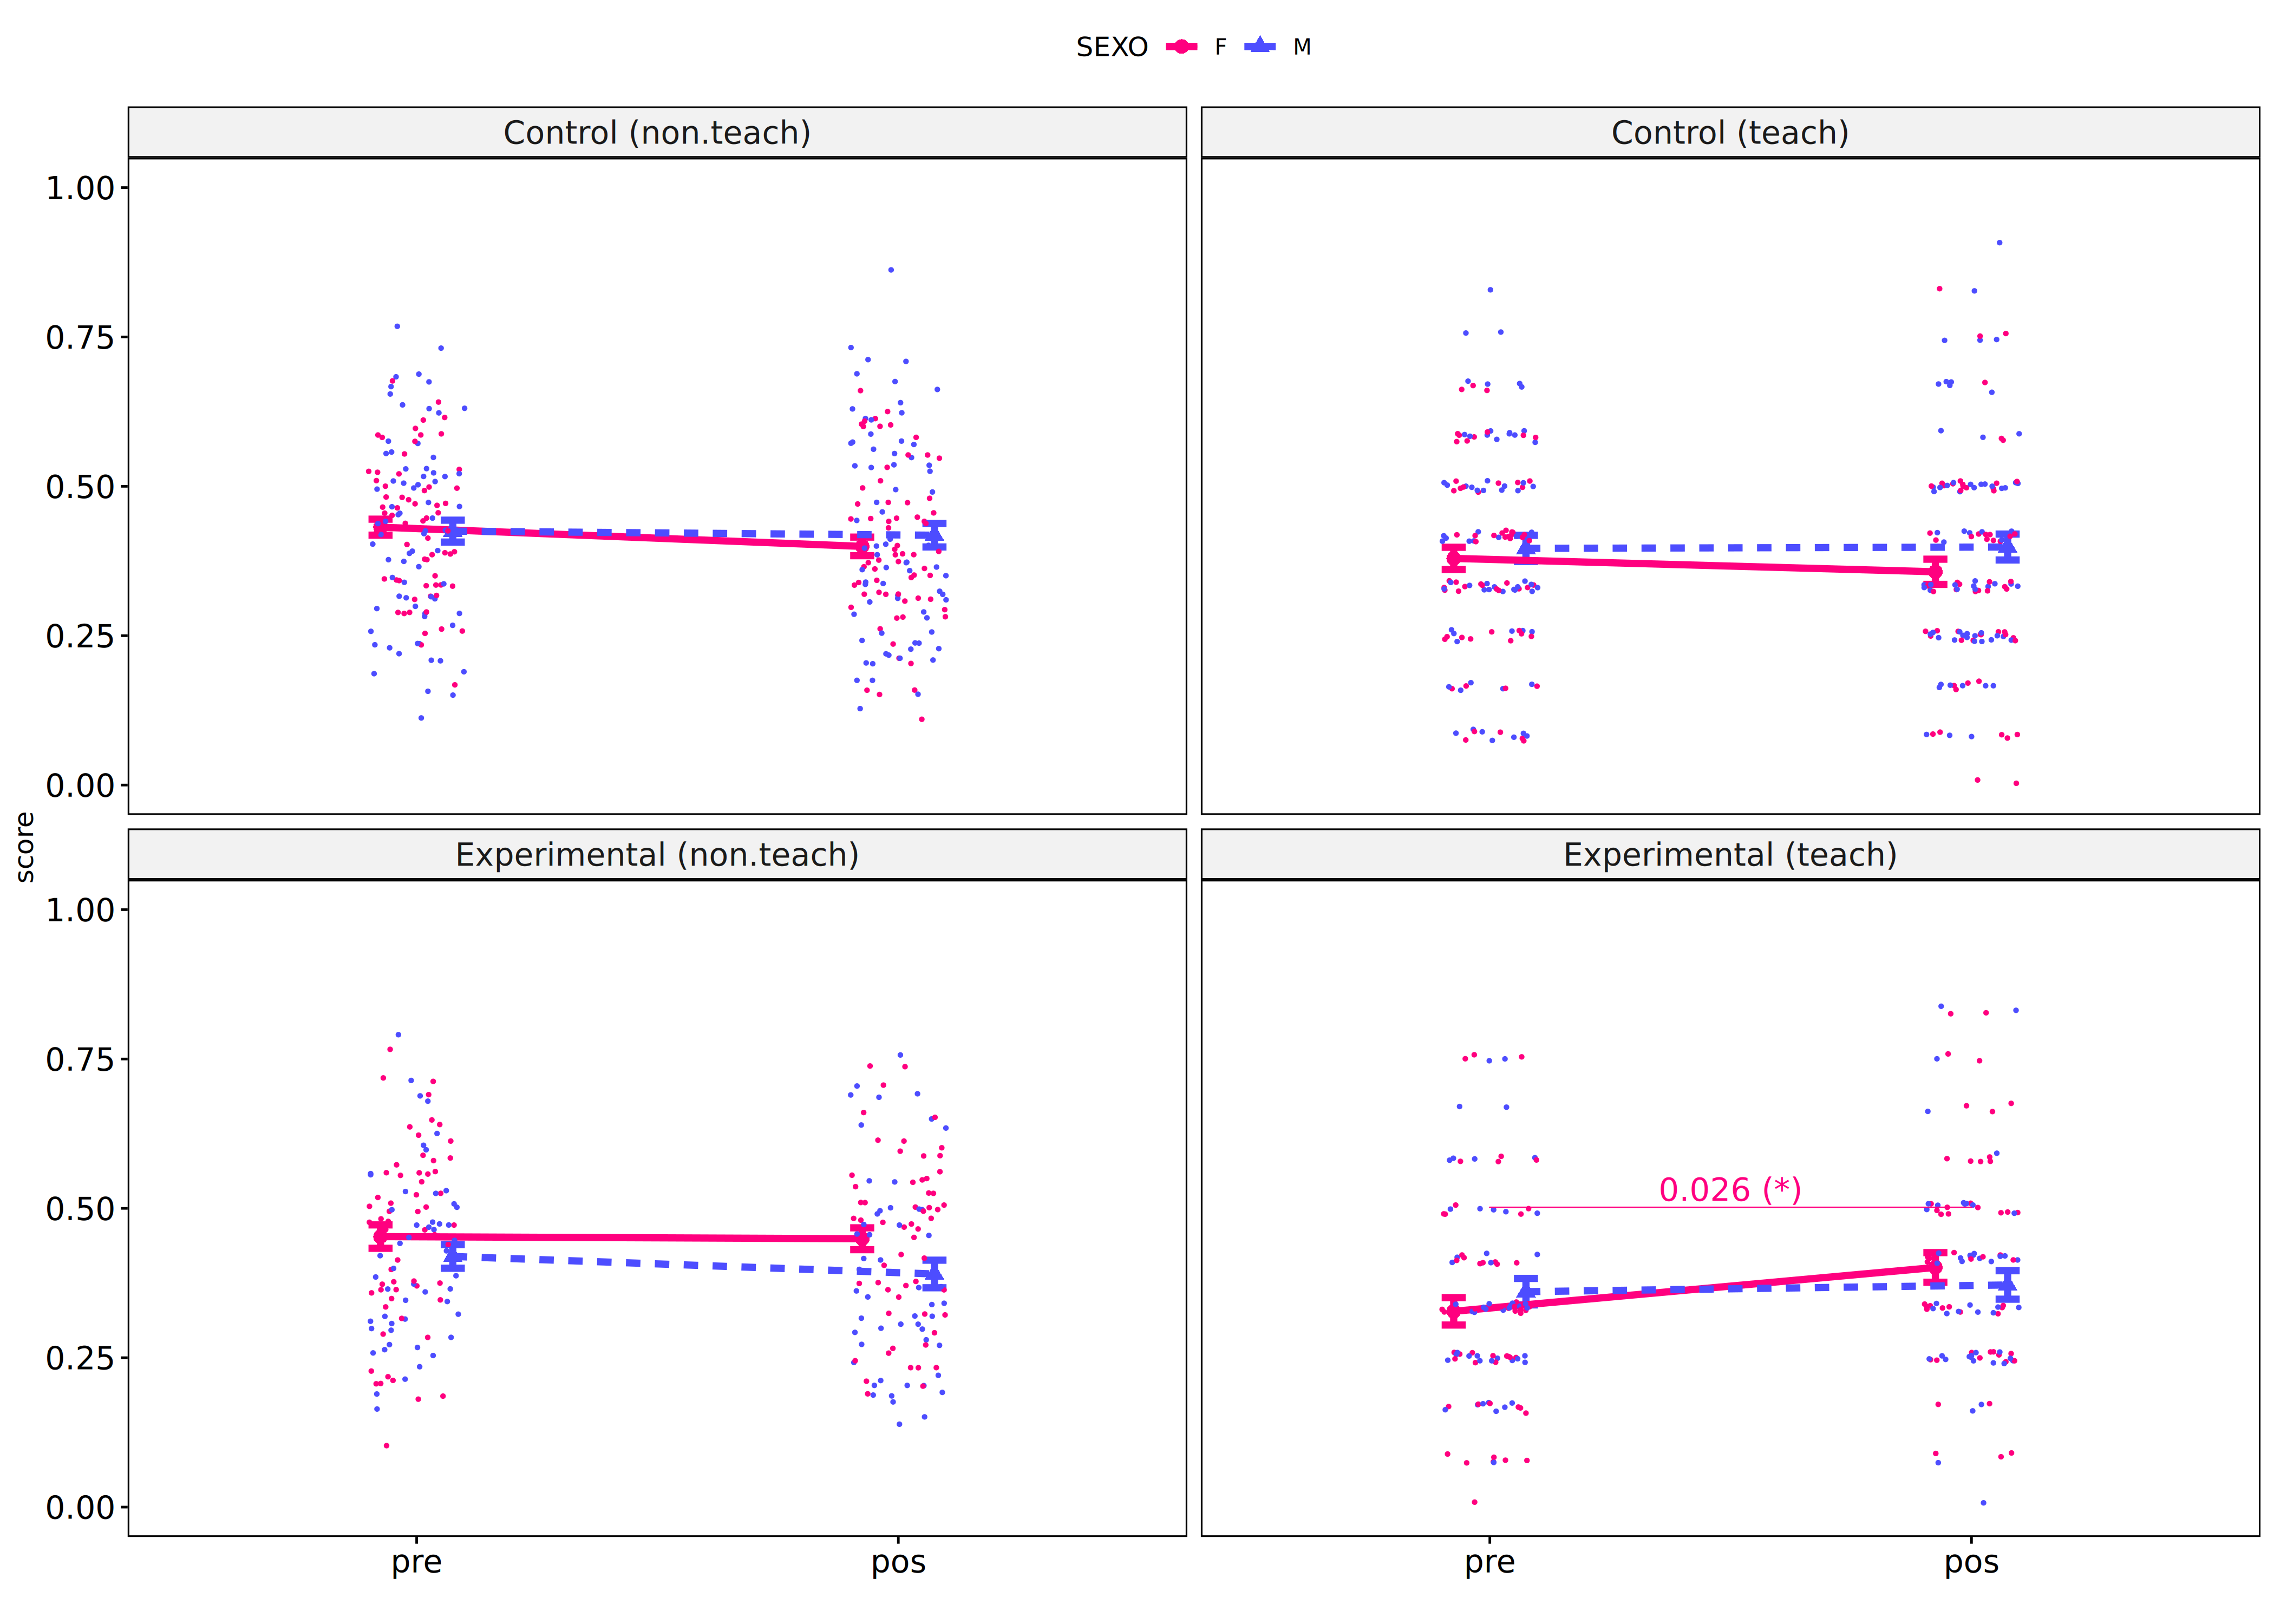 SEXO F M
Control (non.teach)
Control (teach)
1.00
0.75
0.50
0.25
0.00
score
Experimental (non.teach)
Experimental (teach)
1.00
0.75
0.50
0.25
0.00
0.026 (*)
pre pos
pre pos